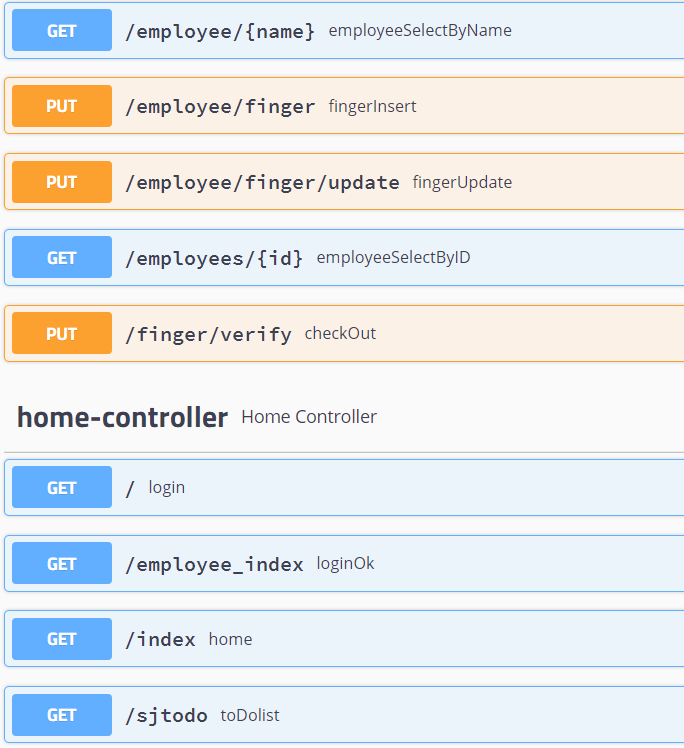 GET /employee/{name} employeeSelectByName
PUT /employee/finger fingerInsert
PUT /employee/finger/update fingerUpdate
GET /employees/{id} employeeSelectByID
PUT /finger/verify checkOut
home-controller Home Controller
GET / login
GET /employee_index loginOk
GET /index home
GET /sjtodo toDolist